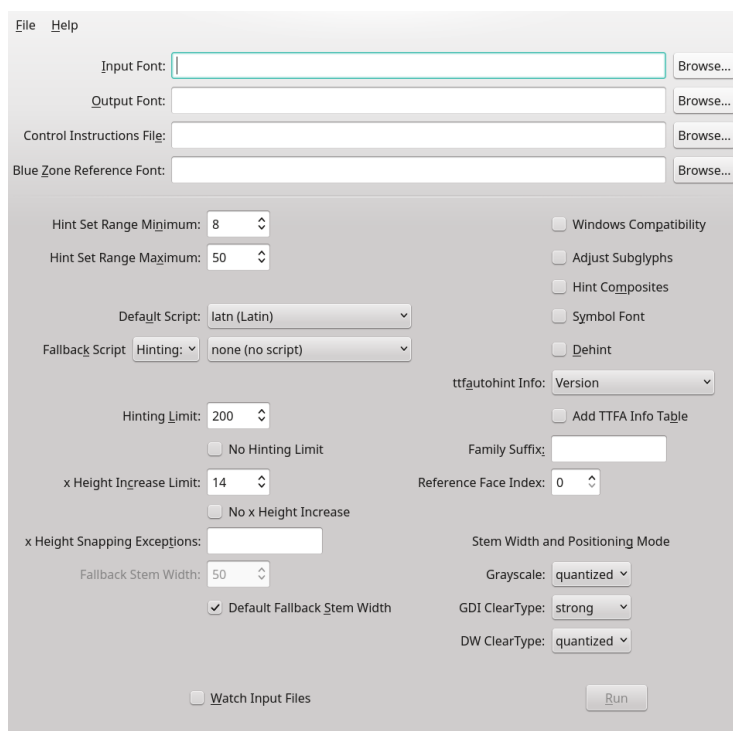 File Help
Input Font: Browse...
Output Font: Browse...
Control Instructions File: Browse...
Blue Zone Reference Font: Browse...
Hint Set Range Minimum: 8 Windows Compatibility
Hint Set Range Maximum: 50 Adjust Subglyphs
Hint Composites
Default Script: latn (Latin) Symbol Font
Fallback Script Hinting: none (no script) Dehint
ttfautohint Info: Version
Hinting Limit: 200 Add TTFA Info Table
No Hinting Limit Family Suffix:
x Height Increase Limit: 14 Reference Face Index: 0
No x Height Increase
x Height Snapping Exceptions: Stem Width and Positioning Mode
Fallback Stem Width: 50 Grayscale: quantized
Default Fallback Stem Width GDI ClearType: strong
DW ClearType: quantized
Watch Input Files Run